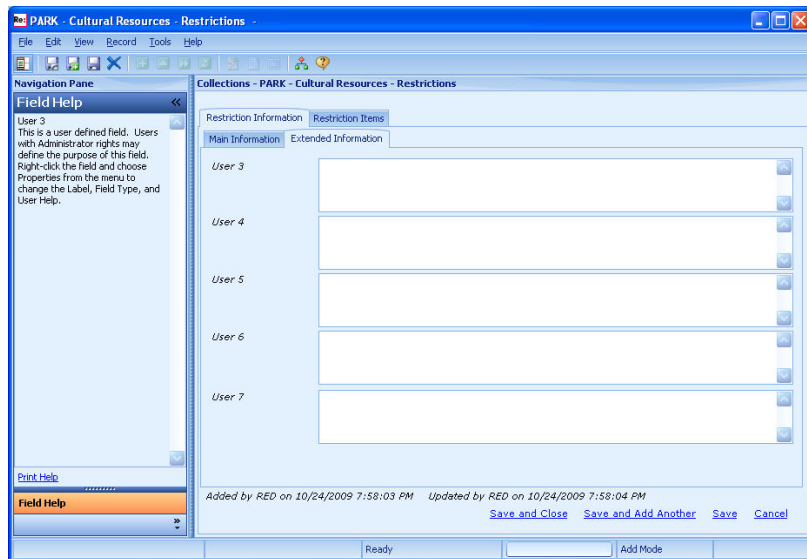 Re: PARK - Cultural Resources - Restrictions -
File Edit View Record Tools Help
Navigation Pane
Collections - PARK - Cultural Resources - Restrictions
Field Help «
User 3
This is a user defined field. Users
with Administrator rights may
define the purpose of this field.
Right-click the field and choose
Properties from the menu to
change the Label, Field Type, and
User Help.
Print Help
Field Help
Restriction Information Restriction Items
Main Information Extended Information
User 3
User 4
User 5
User 6
User 7
Added by RED on 10/24/2009 7:58:03 PM Updated by RED on 10/24/2009 7:58:04 PM
Save and Close Save and Add Another Save Cancel
Ready Add Mode